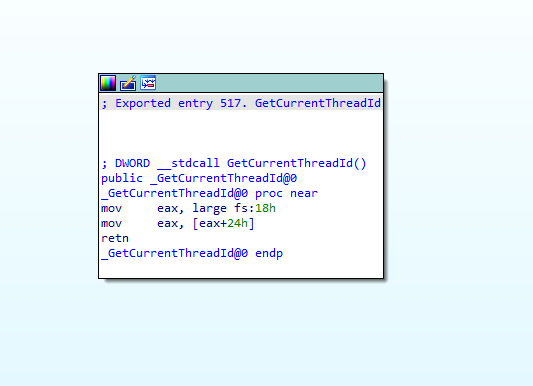 ; Exported entry 517. GetCurrentThreadId
; DWORD __stdcall GetCurrentThreadId()
public _GetCurrentThreadId@0
_GetCurrentThreadId@0 proc near
mov     eax, large fs:18h
mov     eax, [eax+24h]
retn
_GetCurrentThreadId@0 endp